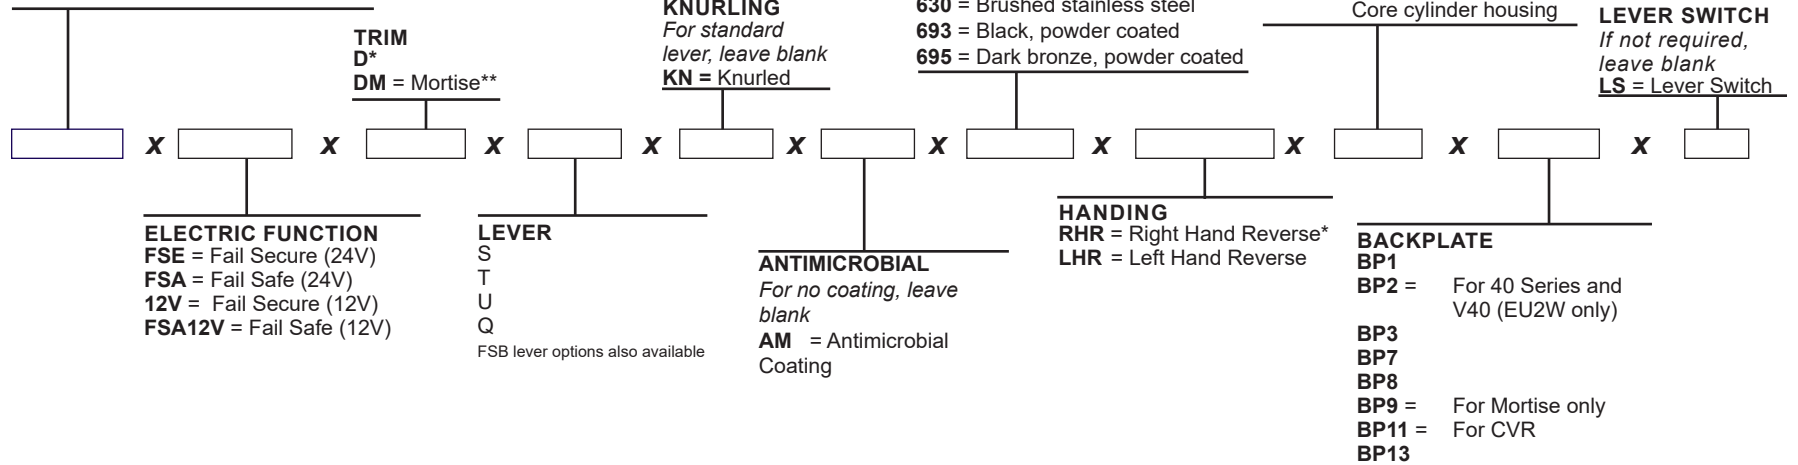 KNURLING
For standard
lever, leave blank
KN = Knurled
630 = Brushed stainless steel
693 = Black, powder coated
695 = Dark bronze, powder coated
Core cylinder housing
LEVER SWITCH
If not required,
leave blank
LS = Lever Switch
TRIM
D*
DM = Mortise**
x x x x x x x x x x
ELECTRIC FUNCTION
FSE = Fail Secure (24V)
FSA = Fail Safe (24V)
12V = Fail Secure (12V)
FSA12V = Fail Safe (12V)
LEVER
S
T
U
Q
FSB lever options also available
ANTIMICROBIAL
For no coating, leave
blank
AM = Antimicrobial
Coating
HANDING
RHR = Right Hand Reverse*
LHR = Left Hand Reverse
BACKPLATE
BP1
BP2 = For 40 Series and
V40 (EU2W only)
BP3
BP7
BP8
BP9 = For Mortise only
BP11 = For CVR
BP13